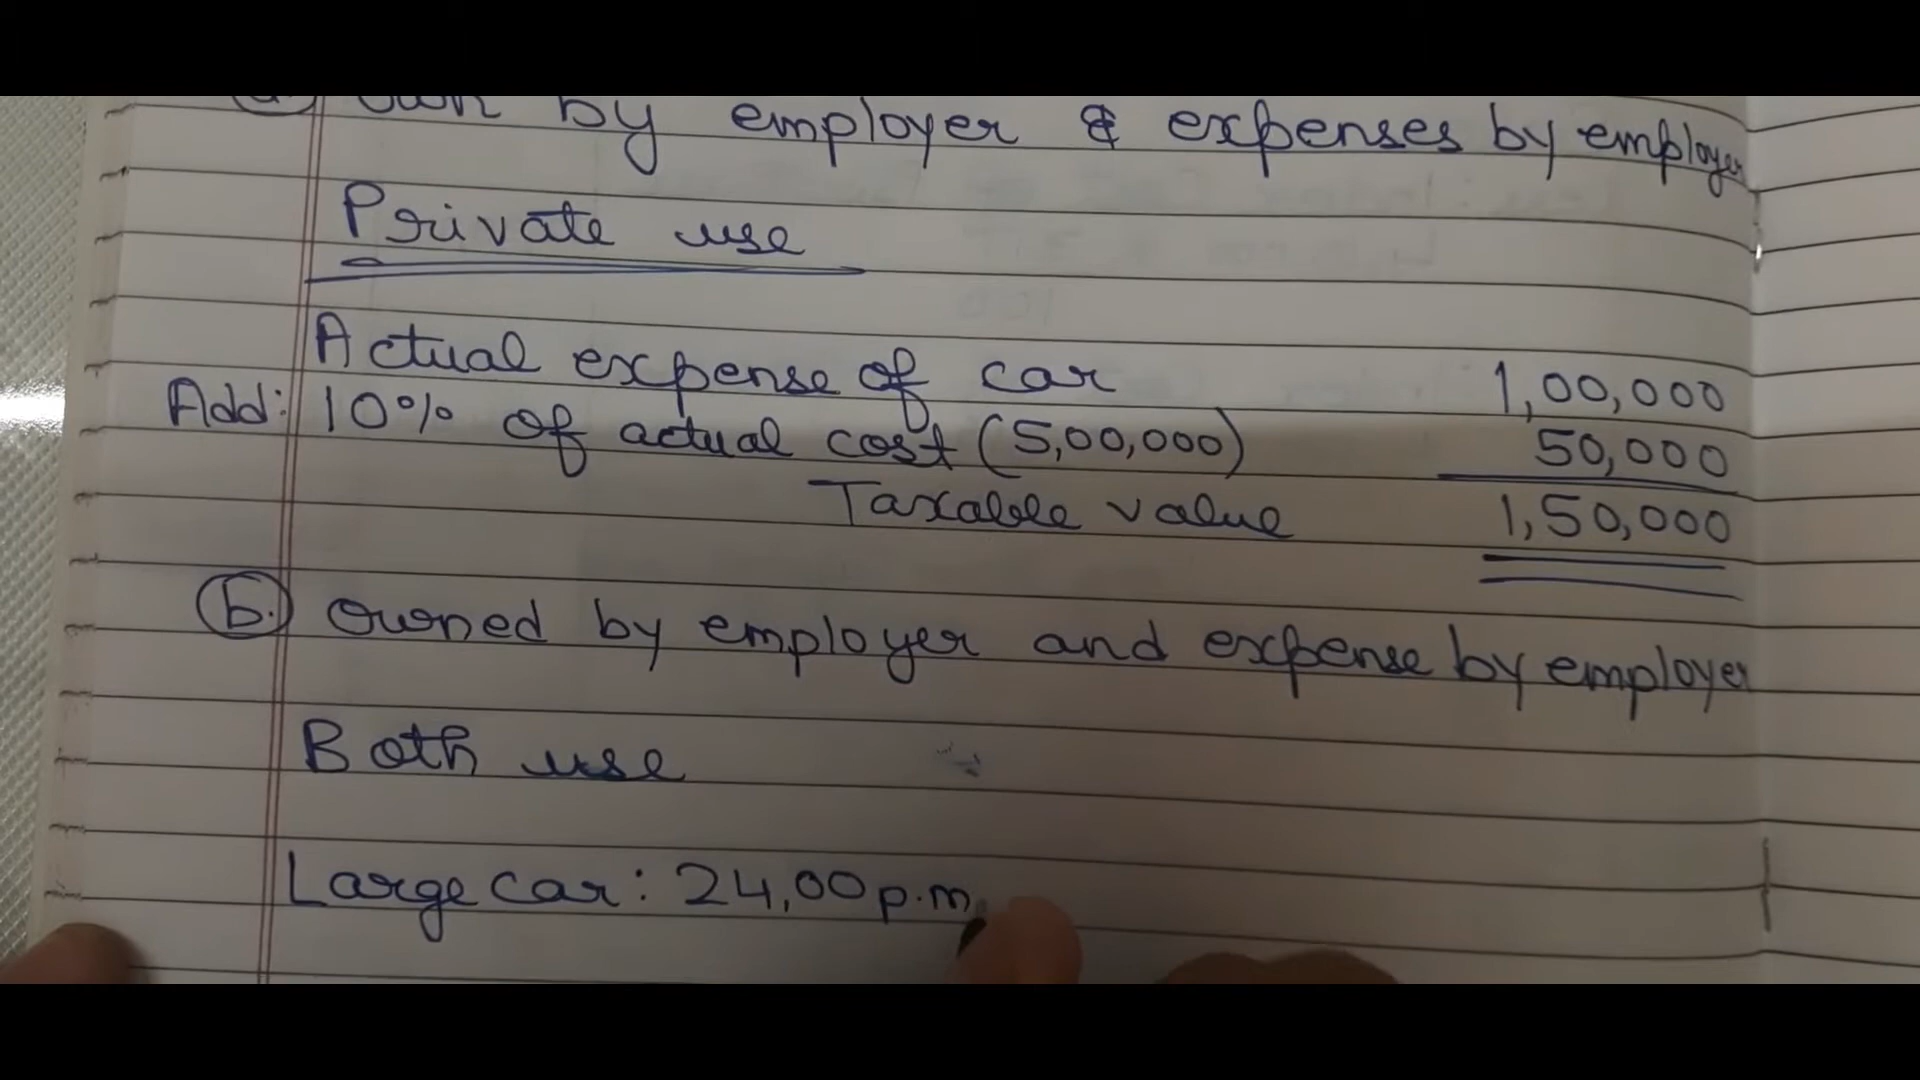 a. own by employer & expenses by employer
Private use
Actual expense of car 1,00,000
Add: 10% of actual cost (5,00,000) 50,000
Taxable value 1,50,000
b. owned by employer and expense by employer
Both use
Large car: 24,00 p.m.